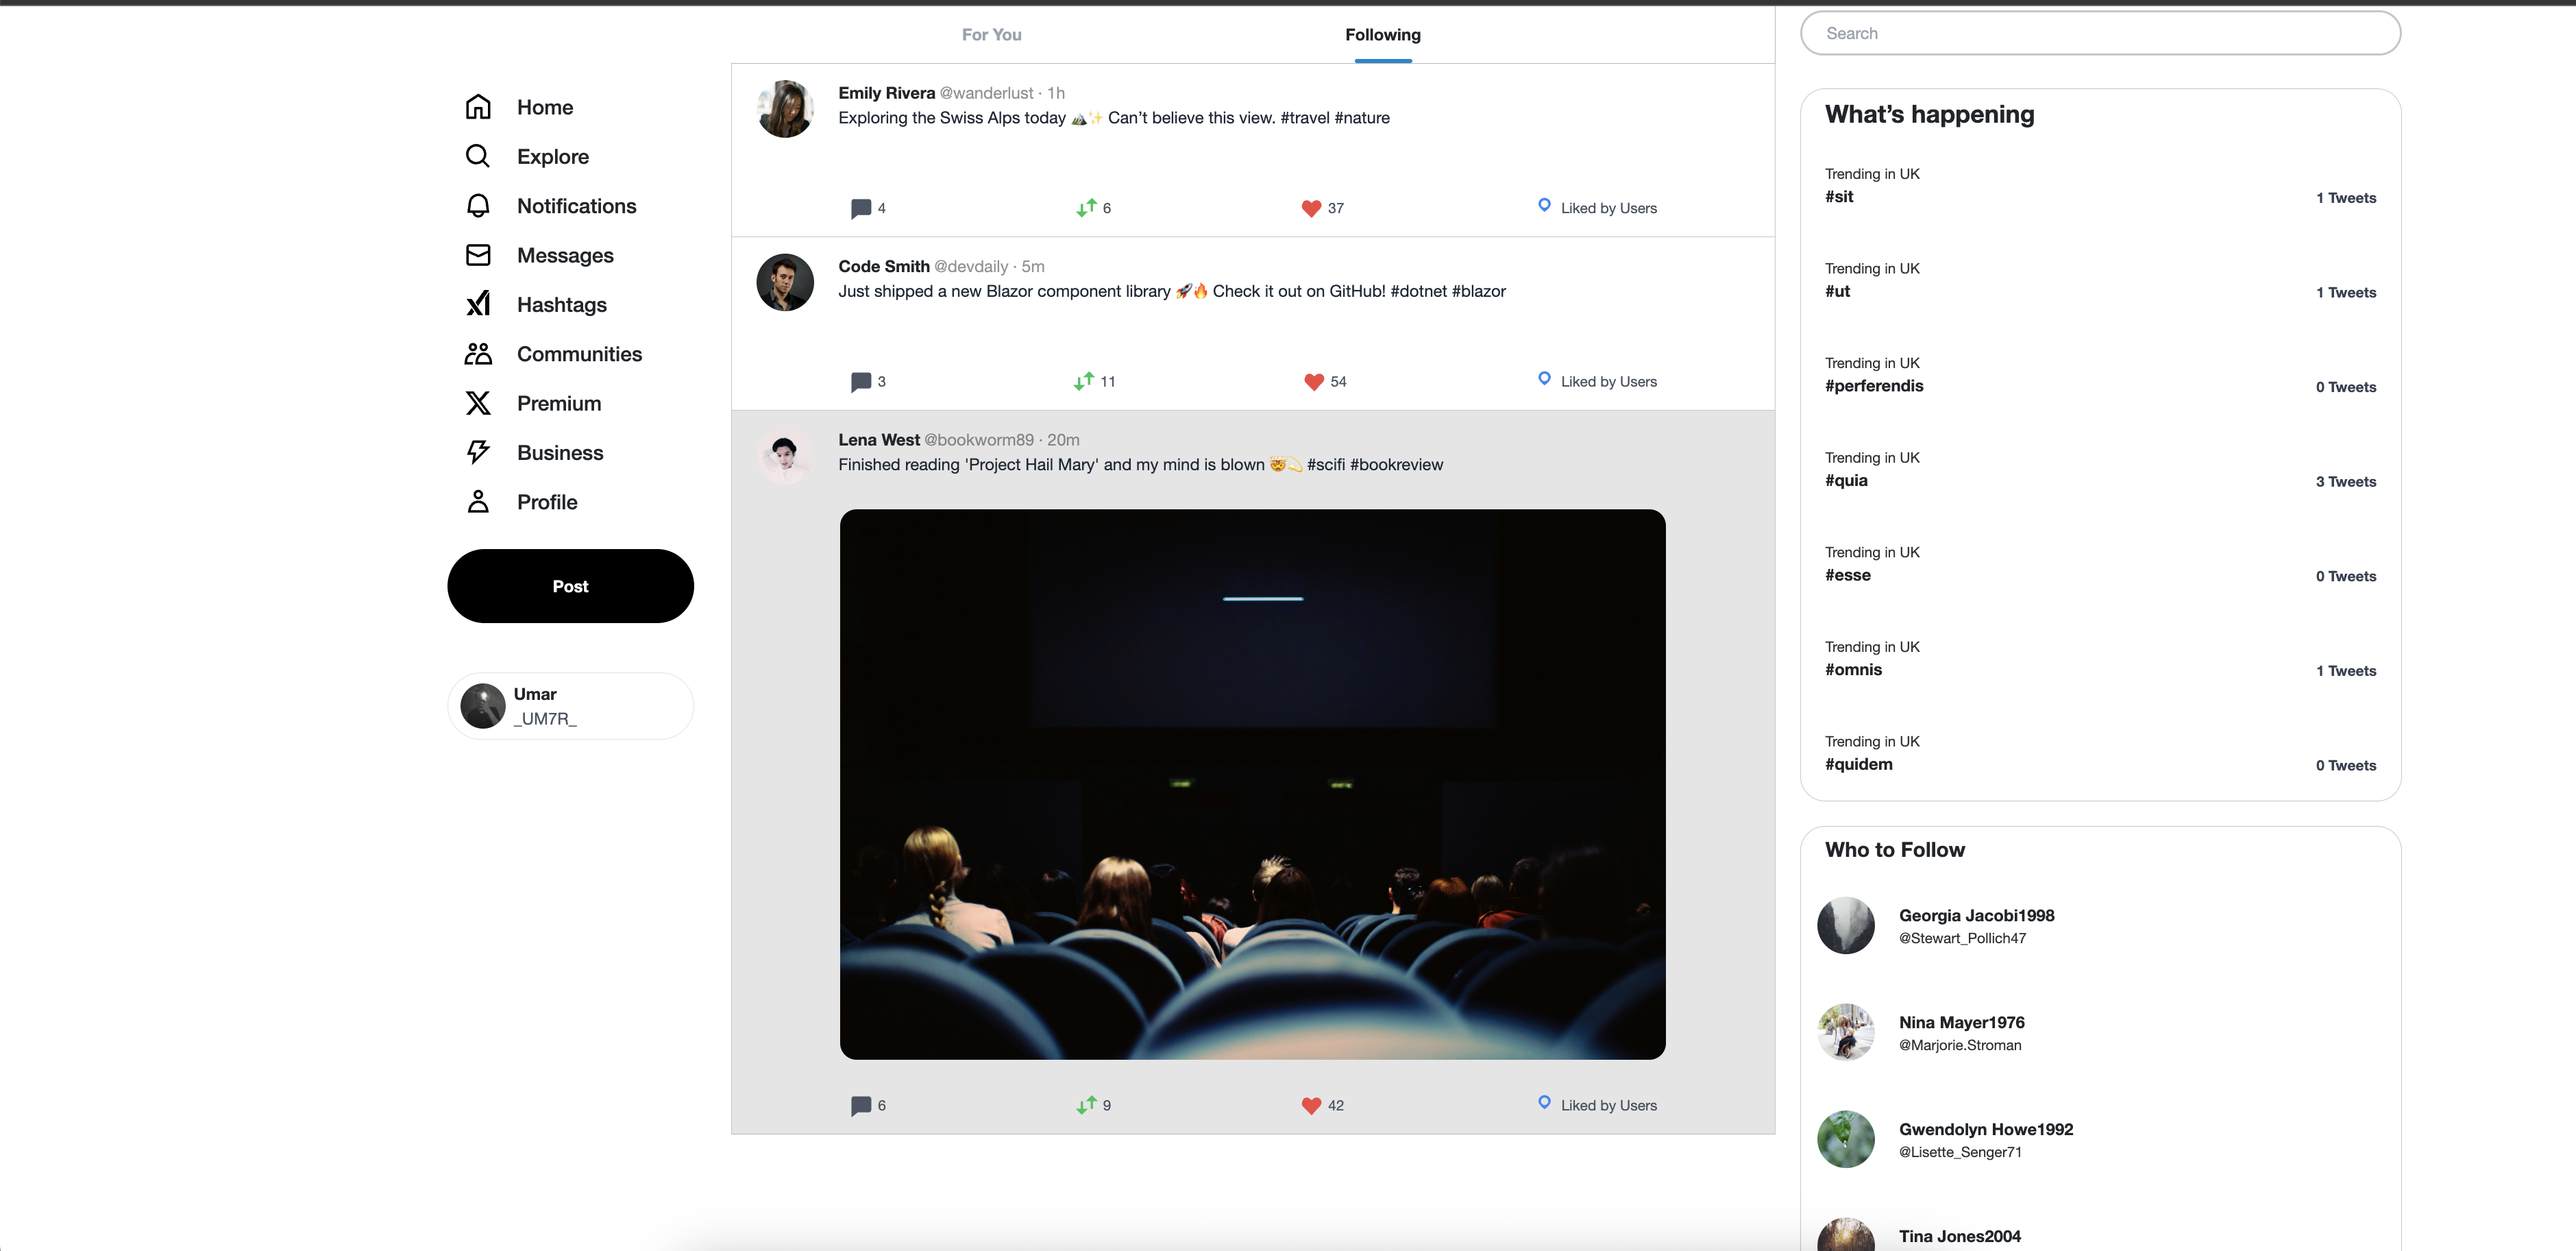 For You
Following
Home
Explore
Notifications
Messages
Hashtags
Communities
Premium
Business
Profile
Post
Umar
_UM7R_
Emily Rivera @wanderlust · 1h
Exploring the Swiss Alps today 🏔️✨ Can’t believe this view. #travel #nature
4
6
37
Liked by Users
Code Smith @devdaily · 5m
Just shipped a new Blazor component library 🚀🔥 Check it out on GitHub! #dotnet #blazor
3
11
54
Liked by Users
Lena West @bookworm89 · 20m
Finished reading 'Project Hail Mary' and my mind is blown 🤯💫 #scifi #bookreview
6
9
42
Liked by Users
Search
What’s happening
Trending in UK
#sit
1 Tweets
Trending in UK
#ut
1 Tweets
Trending in UK
#perferendis
0 Tweets
Trending in UK
#quia
3 Tweets
Trending in UK
#esse
0 Tweets
Trending in UK
#omnis
1 Tweets
Trending in UK
#quidem
0 Tweets
Who to Follow
Georgia Jacobi1998
@Stewart_Pollich47
Nina Mayer1976
@Marjorie.Stroman
Gwendolyn Howe1992
@Lisette_Senger71
Tina Jones2004